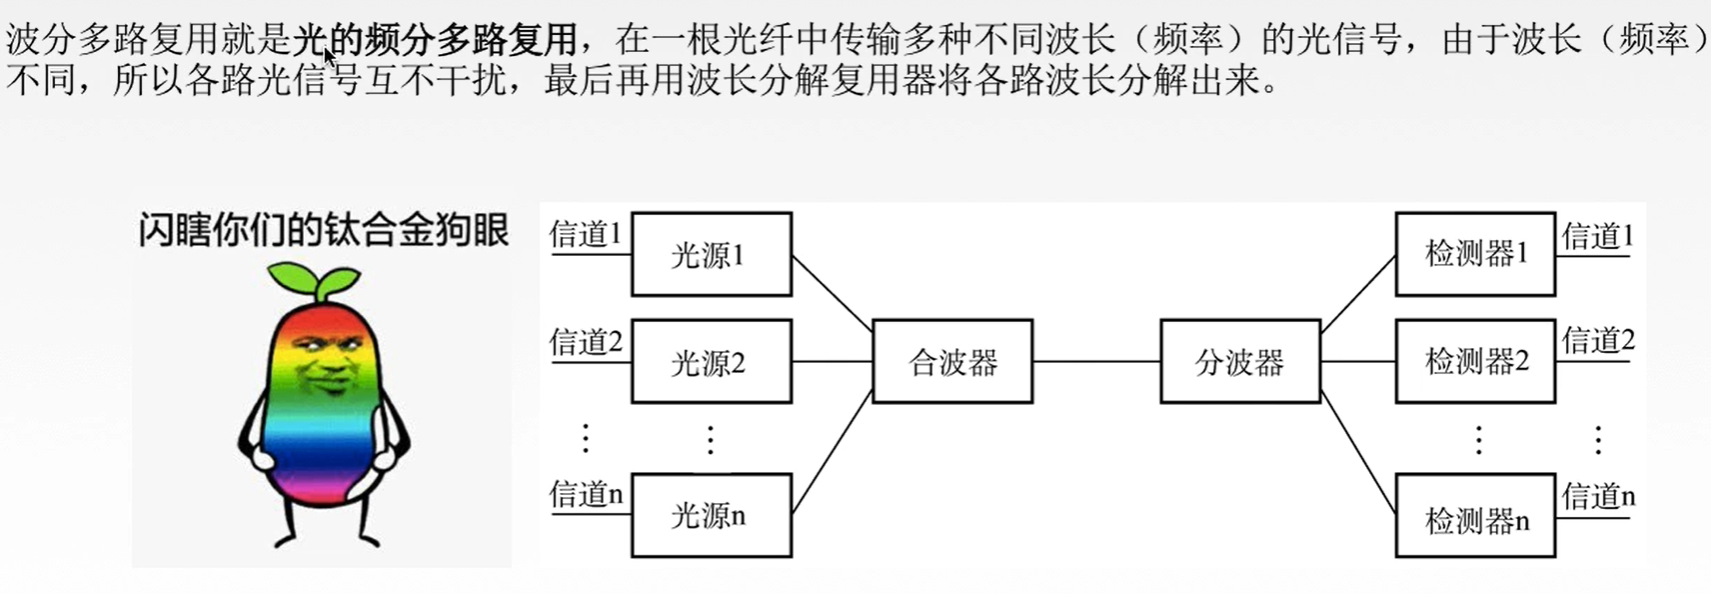 波分多路复用就是光的频分多路复用，在一根光纤中传输多种不同波长（频率）的光信号，由于波长（频率）
不同，所以各路光信号互不干扰，最后再用波长分解复用器将各路波长分解出来。
闪瞎你们的钛合金狗眼
信道1
光源1
信道2
光源2
⋮
⋮
信道n
光源n
合波器
分波器
检测器1
信道1
检测器2
信道2
⋮
⋮
检测器n
信道n